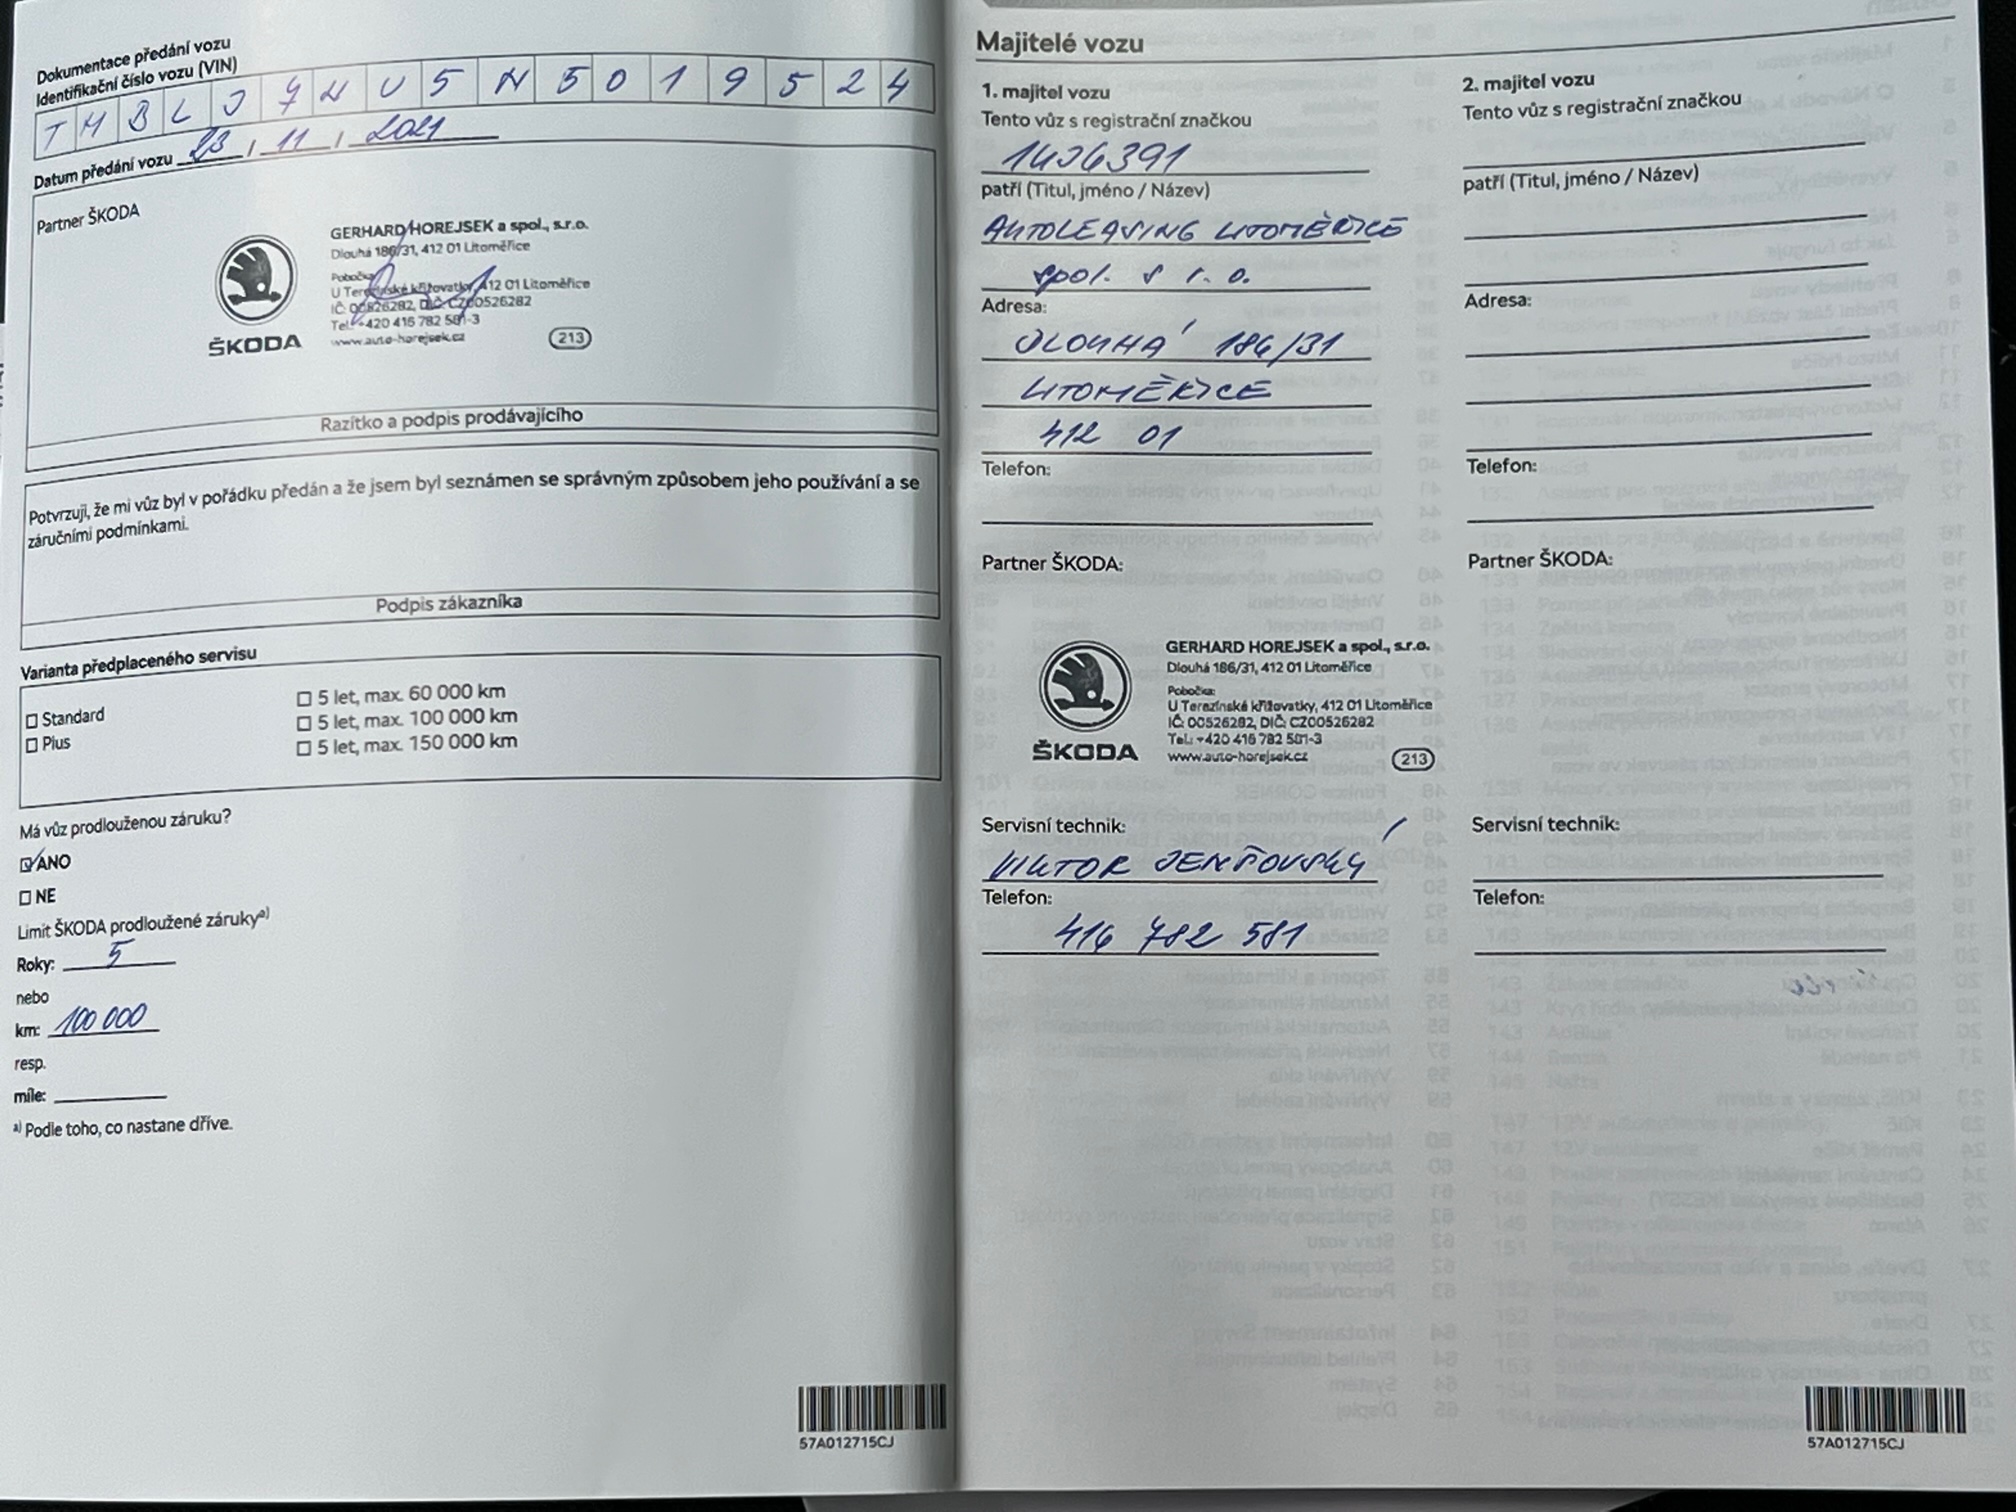 Dokumentace předání vozu
Identifikační číslo vozu (VIN)
T M B L J 7 N U 5 N 5 0 1 9 5 2 4
Datum předání vozu 23 / 11 / 2021
Partner ŠKODA
GERHARD HOREJSEK a spol., s.r.o.
Dlouhá 186/31, 412 01 Litoměřice
Pobočka:
U Terezínské křižovatky, 412 01 Litoměřice
IČ: 00526282, DIČ: CZ00526282
Tel.: +420 416 782 581-3
www.auto-horejsek.cz
213
ŠKODA
Razítko a podpis prodávajícího
Potvrzuji, že mi vůz byl v pořádku předán a že jsem byl seznámen se správným způsobem jeho používání a se
záručními podmínkami.
Podpis zákazníka
Varianta předplaceného servisu
Standard
Plus
5 let, max. 60 000 km
5 let, max. 100 000 km
5 let, max. 150 000 km
Má vůz prodlouženou záruku?
ANO
NE
Limit ŠKODA prodloužené záruky a)
Roky: 5
nebo
km: 100 000
resp.
míle:
a) Podle toho, co nastane dříve.
57A012715CJ
Majitelé vozu
1. majitel vozu
Tento vůz s registrační značkou
patří (Titul, jméno / Název)
AUTOLEASING LITOMĚŘICE
spol. s r. o.
Adresa:
DLOUHÁ 186/31
LITOMĚŘICE
412 01
Telefon:
Partner ŠKODA:
GERHARD HOREJSEK a spol., s.r.o.
Dlouhá 186/31, 412 01 Litoměřice
Pobočka:
U Terezínské křižovatky, 412 01 Litoměřice
IČ: 00526282, DIČ: CZ00526282
Tel.: +420 416 782 581-3
www.auto-horejsek.cz
213
ŠKODA
Servisní technik:
VIKTOR
Telefon:
416 782 581
2. majitel vozu
Tento vůz s registrační značkou
patří (Titul, jméno / Název)
Adresa:
Telefon:
Partner ŠKODA:
Servisní technik:
Telefon:
57A012715CJ